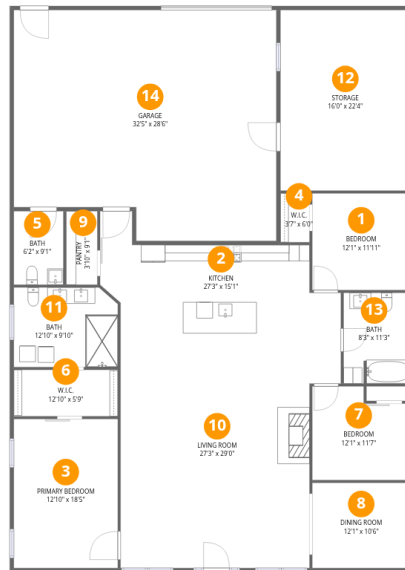 14
GARAGE
32'5" x 28'6"
12
STORAGE
16'0" x 22'4"
4
W.I.C.
3'7" x 6'0"
1
BEDROOM
12'1" x 11'11"
5
BATH
6'2" x 9'1"
9
PANTRY
3'10" x 9'1"
2
KITCHEN
27'3" x 15'1"
11
BATH
12'10" x 9'10"
13
BATH
8'3" x 11'3"
6
W.I.C.
12'10" x 5'9"
7
BEDROOM
12'1" x 11'7"
10
LIVING ROOM
27'3" x 29'0"
3
PRIMARY BEDROOM
12'10" x 18'5"
8
DINING ROOM
12'1" x 10'6"